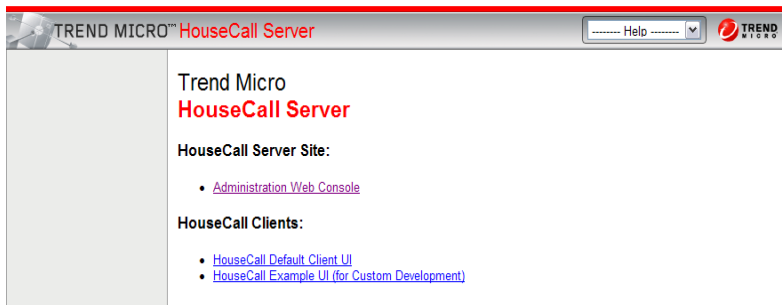 TREND MICRO™ HouseCall Server
-------- Help --------
TREND MICRO
Trend Micro
HouseCall Server
HouseCall Server Site:
• Administration Web Console
HouseCall Clients:
• HouseCall Default Client UI
• HouseCall Example UI (for Custom Development)